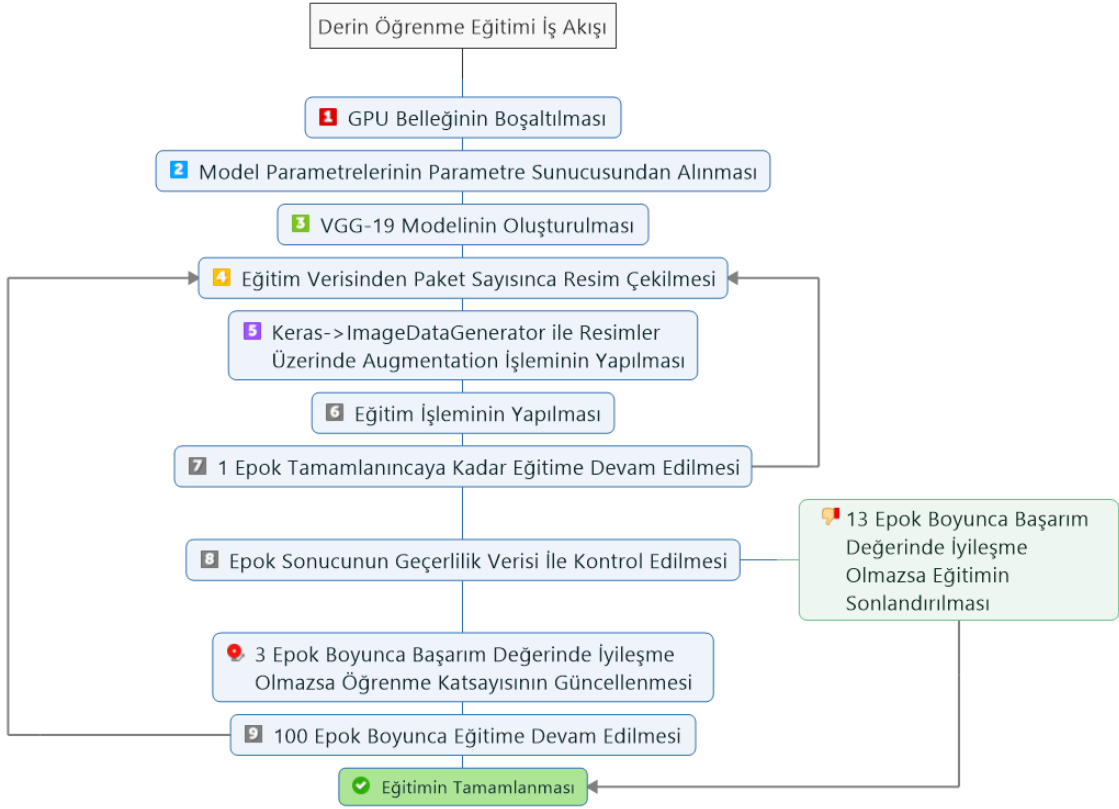 Derin Öğrenme Eğitimi İş Akışı
1 GPU Belleğinin Boşaltılması
2 Model Parametrelerinin Parametre Sunucusundan Alınması
3 VGG-19 Modelinin Oluşturulması
4 Eğitim Verisinden Paket Sayısınca Resim Çekilmesi
5 Keras->ImageDataGenerator ile Resimler
Üzerinde Augmentation İşleminin Yapılması
6 Eğitim İşleminin Yapılması
7 1 Epok Tamamlanıncaya Kadar Eğitime Devam Edilmesi
8 Epok Sonucunun Geçerlilik Verisi İle Kontrol Edilmesi
13 Epok Boyunca Başarım
Değerinde İyileşme
Olmazsa Eğitimin
Sonlandırılması
3 Epok Boyunca Başarım Değerinde İyileşme
Olmazsa Öğrenme Katsayısının Güncellenmesi
9 100 Epok Boyunca Eğitime Devam Edilmesi
Eğitimin Tamamlanması